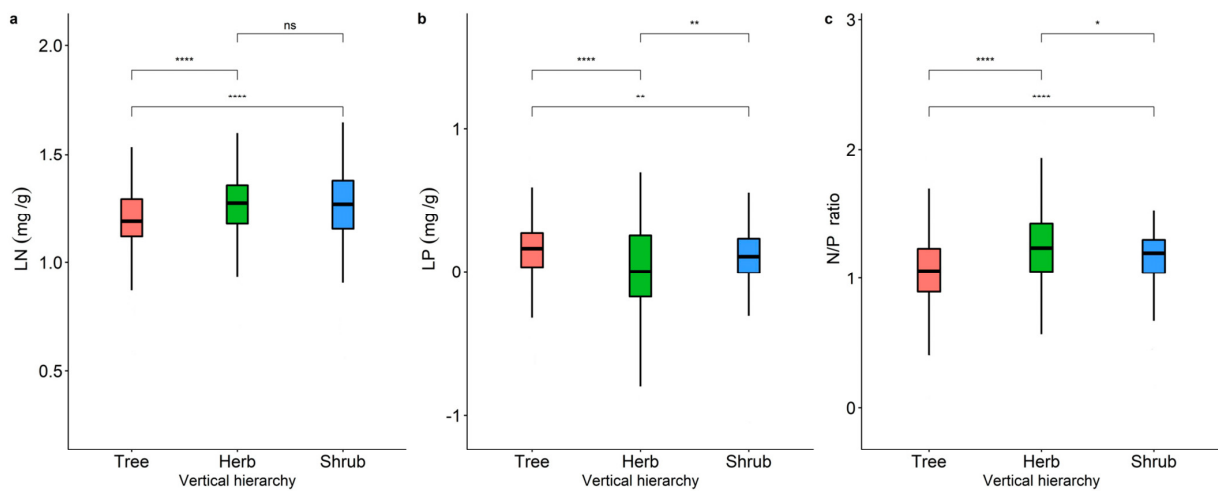 a
ns
2.0
****
****
1.5
1.0
0.5
LN (mg /g)
Tree Herb Shrub
Vertical hierarchy
b
**
****
**
1
0
-1
LP (mg /g)
Tree Herb Shrub
Vertical hierarchy
c
3
*
****
****
2
1
0
N/P ratio
Tree Herb Shrub
Vertical hierarchy